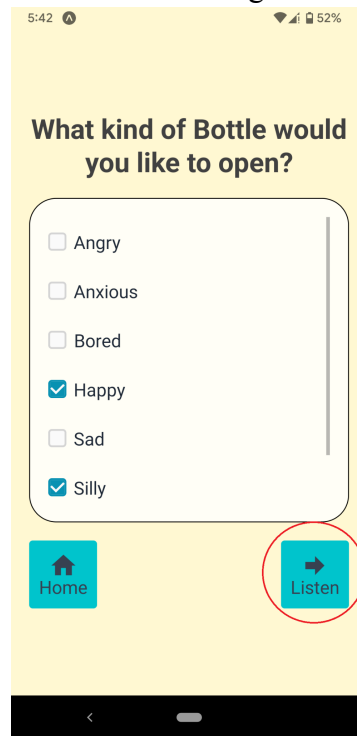 5:42 52%
What kind of Bottle would
you like to open?
Angry
Anxious
Bored
Happy
Sad
Silly
Home Listen